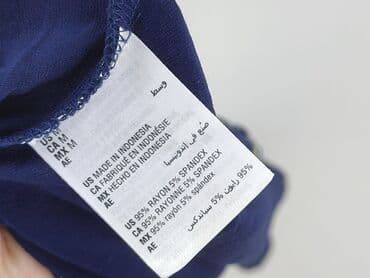 US M
CA M
MX M
AE وسط
US MADE IN INDONESIA
CA FABRIQUÉ EN INDONÉSIE
MX HECHO EN INDONESIA
AE صنع في اندونيسيا
US 95% RAYON 5% SPANDEX
CA 95% RAYONNE 5% SPANDEX
MX 95% rayón 5% spándex
AE 95% رايون 5% سباندكس